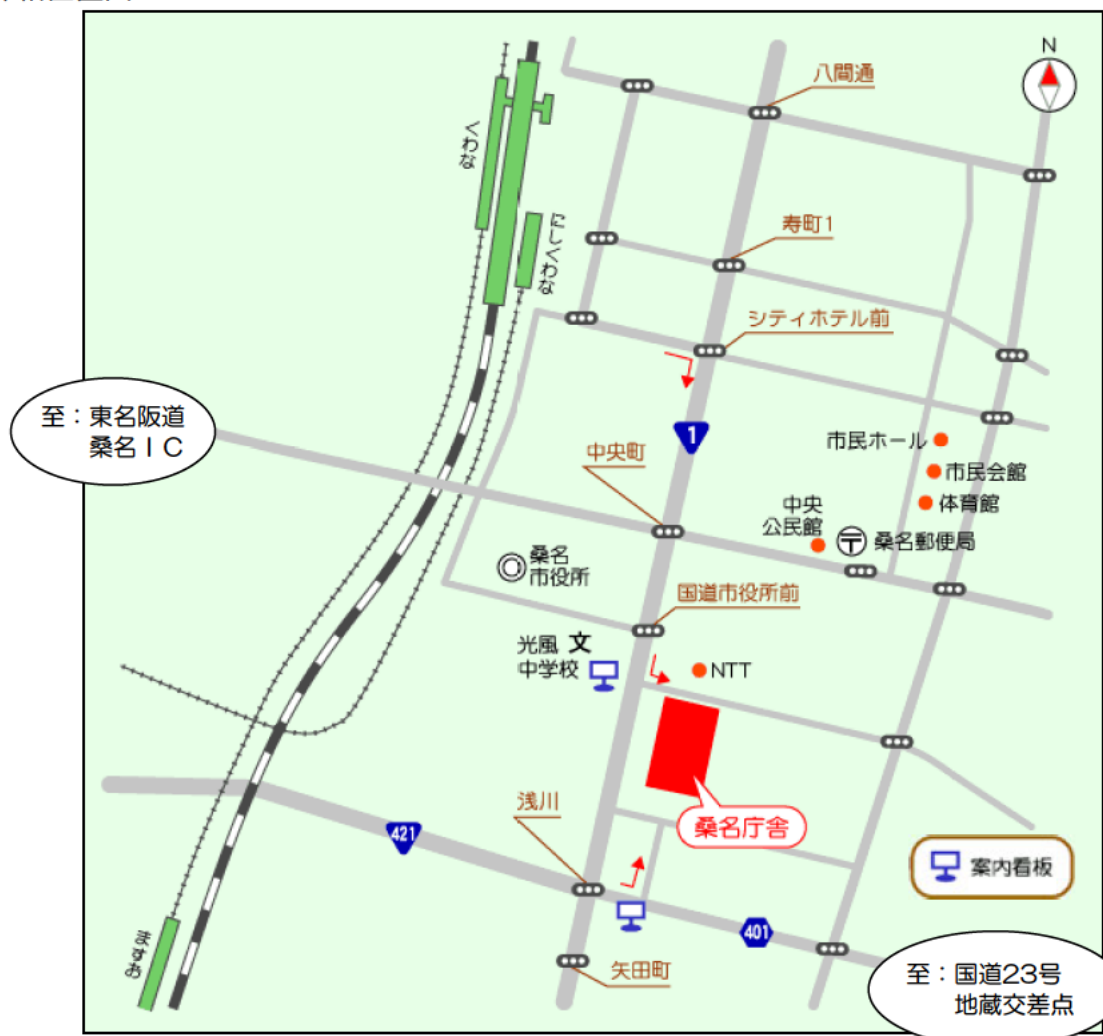 N
八間通
くわな
にしくわな
寿町1
シティホテル前
至：東名阪道
桑名IC
1
中央町
市民ホール
市民会館
体育館
中央
公民館
桑名郵便局
桑名
市役所
国道市役所前
光風 文
中学校
NTT
浅川
桑名庁舎
421
案内看板
401
ますお
矢田町
至：国道23号
地蔵交差点